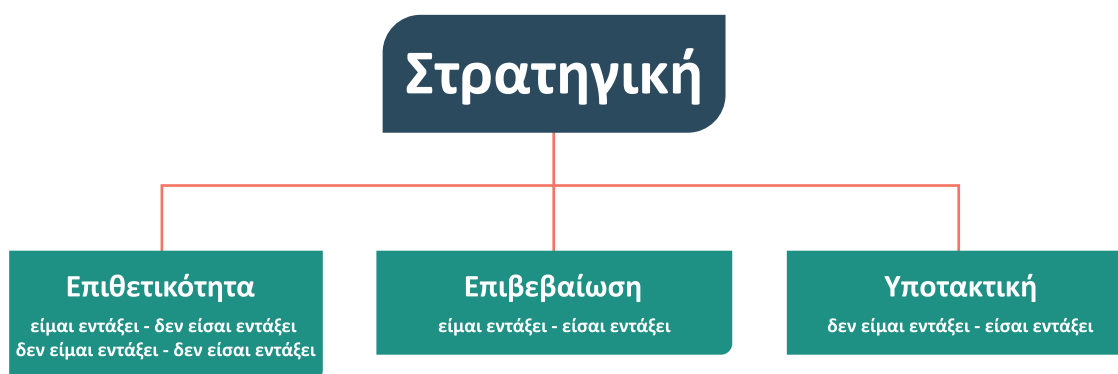 Στρατηγική
Επιθετικότητα
είμαι εντάξει - δεν είσαι εντάξει
δεν είμαι εντάξει - δεν είσαι εντάξει
Επιβεβαίωση
είμαι εντάξει - είσαι εντάξει
Υποτακτική
δεν είμαι εντάξει - είσαι εντάξει